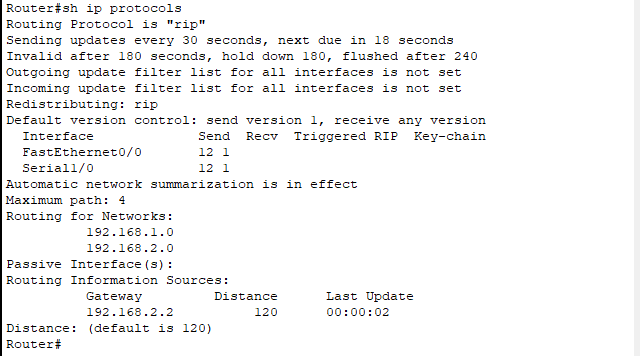 Router#sh ip protocols
Routing Protocol is "rip"
Sending updates every 30 seconds, next due in 18 seconds
Invalid after 180 seconds, hold down 180, flushed after 240
Outgoing update filter list for all interfaces is not set
Incoming update filter list for all interfaces is not set
Redistributing: rip
Default version control: send version 1, receive any version
  Interface             Send  Recv  Triggered RIP  Key-chain
  FastEthernet0/0       12 1
  Serial1/0             12 1
Automatic network summarization is in effect
Maximum path: 4
Routing for Networks:
          192.168.1.0
          192.168.2.0
Passive Interface(s):
Routing Information Sources:
          Gateway         Distance      Last Update
          192.168.2.2          120      00:00:02
Distance: (default is 120)
Router#